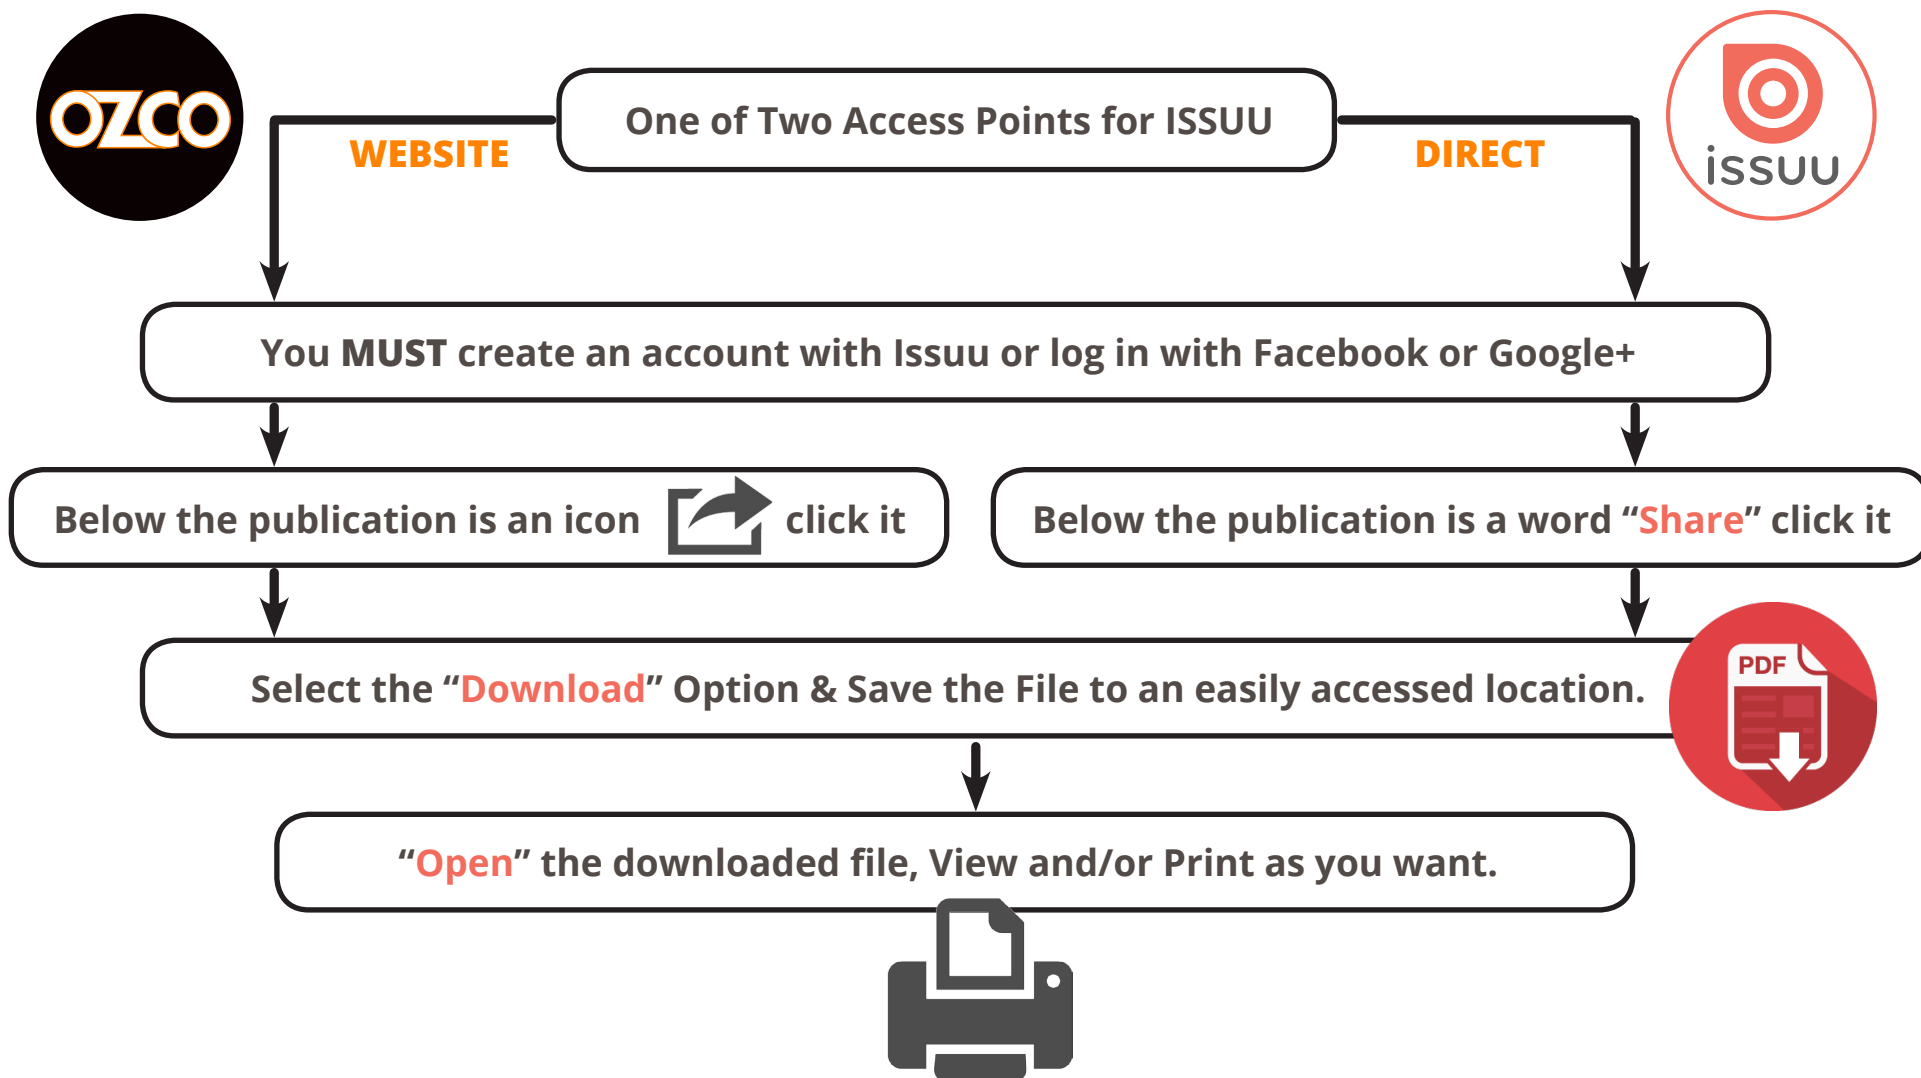 OZCO
One of Two Access Points for ISSUU
WEBSITE
DIRECT
issuu
You MUST create an account with Issuu or log in with Facebook or Google+
Below the publication is an icon click it
Below the publication is a word “Share” click it
Select the “Download” Option & Save the File to an easily accessed location.
PDF
“Open” the downloaded file, View and/or Print as you want.